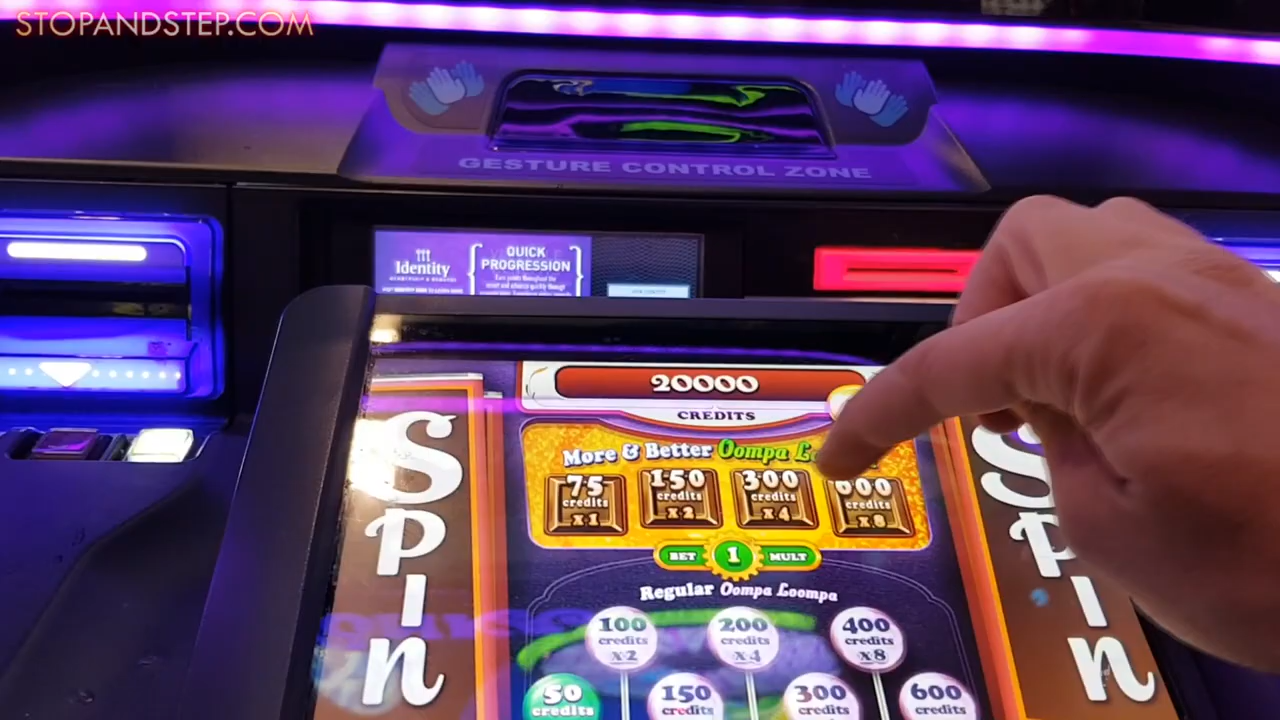 STOPANDSTEP.COM
GESTURE CONTROL ZONE
Identity
QUICK
PROGRESSION
20000
CREDITS
More & Better Oompa
75
credits
x1
150
credits
x2
300
credits
x4
600
credits
x8
BET 1 MULT
Regular Oompa Loompa
100
credits
x2
200
credits
x4
400
credits
x8
50
credits
150
credits
300
credits
600
credits
SPIN
SPIN